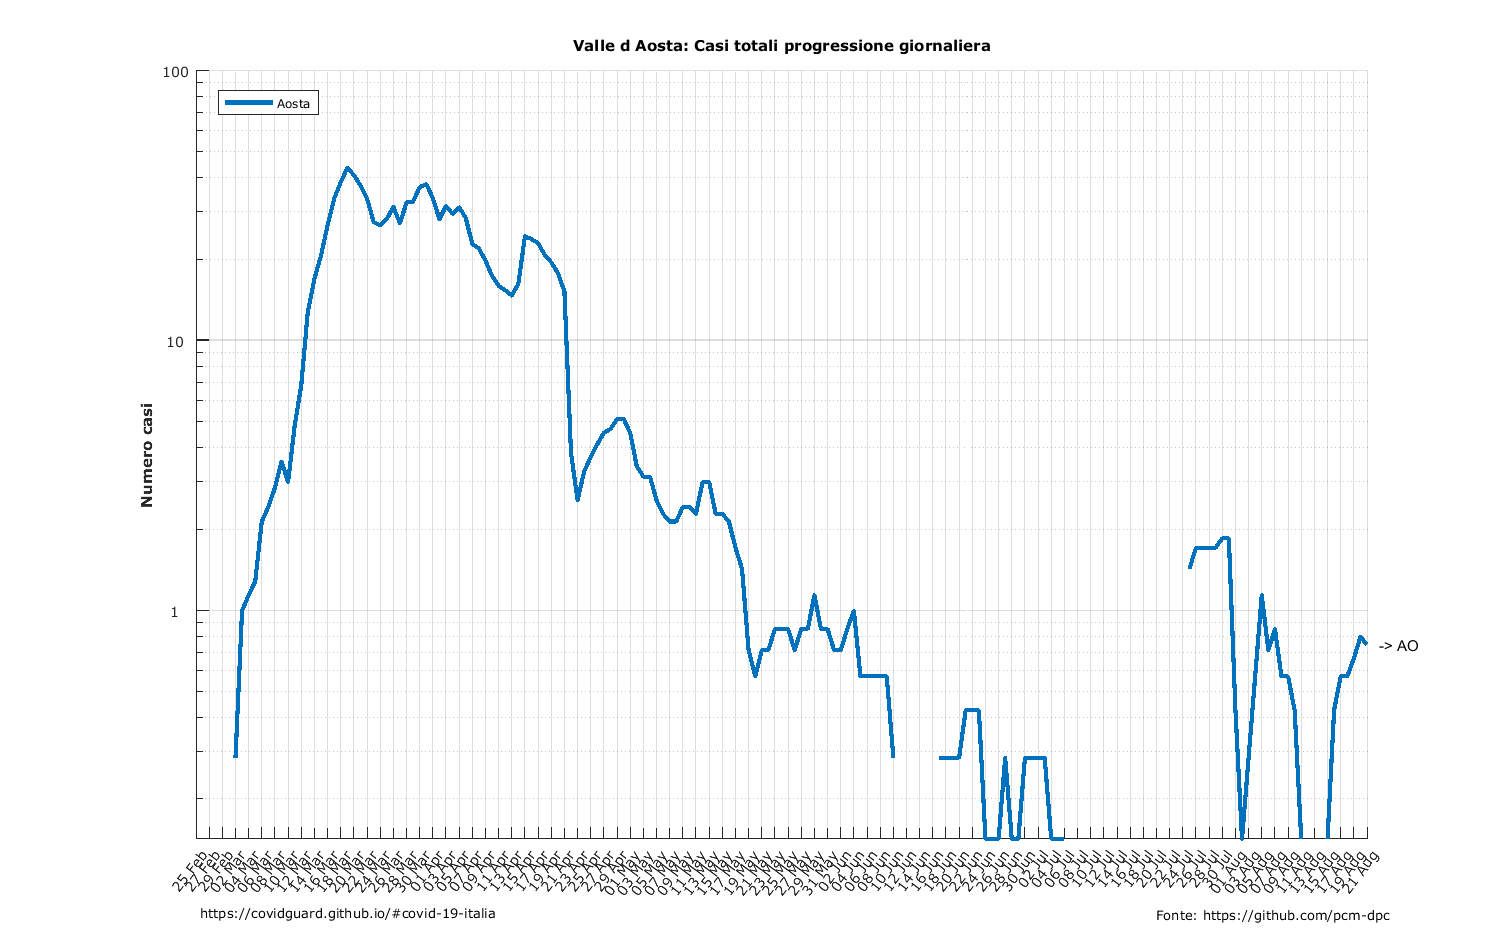 Valle d Aosta: Casi totali progressione giornaliera
100
10
1
Numero casi
Aosta
-> AO
25 Feb
27 Feb
29 Feb
02 Mar
04 Mar
06 Mar
08 Mar
10 Mar
12 Mar
14 Mar
16 Mar
18 Mar
20 Mar
22 Mar
24 Mar
26 Mar
28 Mar
30 Mar
01 Apr
03 Apr
05 Apr
07 Apr
09 Apr
11 Apr
13 Apr
15 Apr
17 Apr
19 Apr
21 Apr
23 Apr
25 Apr
27 Apr
29 Apr
01 May
03 May
05 May
07 May
09 May
11 May
13 May
15 May
17 May
19 May
21 May
23 May
25 May
27 May
29 May
31 May
02 Jun
04 Jun
06 Jun
08 Jun
10 Jun
12 Jun
14 Jun
16 Jun
18 Jun
20 Jun
22 Jun
24 Jun
26 Jun
28 Jun
30 Jun
02 Jul
04 Jul
06 Jul
08 Jul
10 Jul
12 Jul
14 Jul
16 Jul
18 Jul
20 Jul
22 Jul
24 Jul
26 Jul
28 Jul
30 Jul
01 Aug
03 Aug
05 Aug
07 Aug
09 Aug
11 Aug
13 Aug
15 Aug
17 Aug
19 Aug
21 Aug
https://covidguard.github.io/#covid-19-italia
Fonte: https://github.com/pcm-dpc